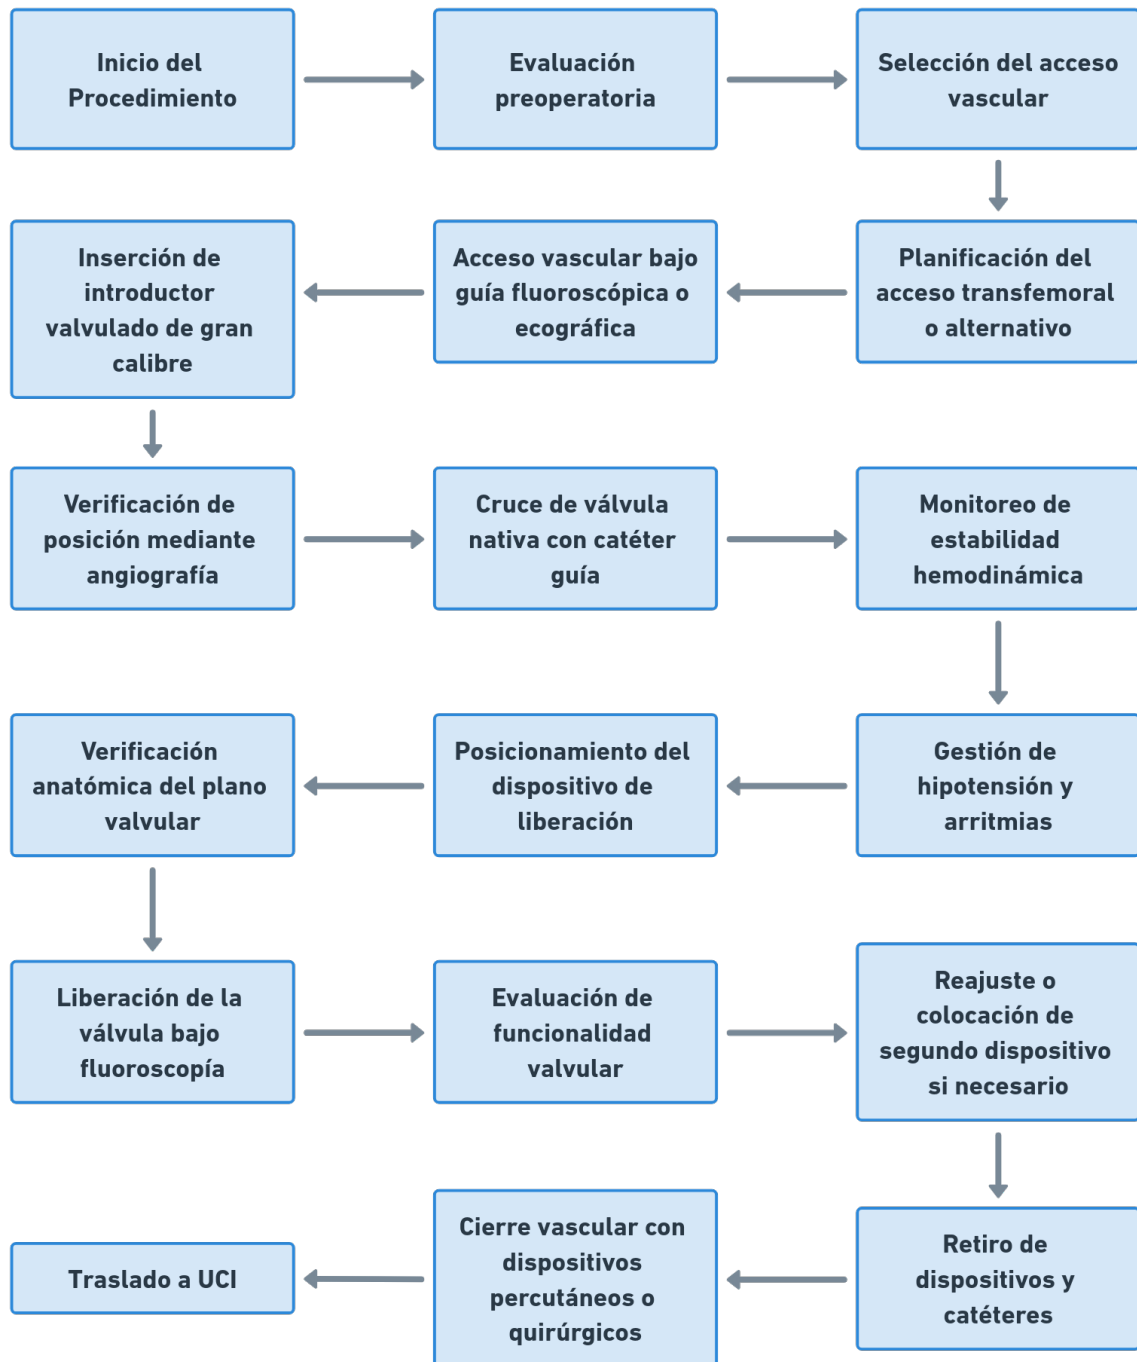 Inicio del
Procedimiento
Evaluación
preoperatoria
Selección del acceso
vascular
Planificación del
acceso transfemoral
o alternativo
Acceso vascular bajo
guía fluoroscópica o
ecográfica
Inserción de
introductor
valvulado de gran
calibre
Verificación de
posición mediante
angiografía
Cruce de válvula
nativa con catéter
guía
Monitoreo de
estabilidad
hemodinámica
Gestión de
hipotensión y
arritmias
Posicionamiento del
dispositivo de
liberación
Verificación
anatómica del plano
valvular
Liberación de la
válvula bajo
fluoroscopía
Evaluación de
funcionalidad
valvular
Reajuste o
colocación de
segundo dispositivo
si necesario
Retiro de
dispositivos y
catéteres
Cierre vascular con
dispositivos
percutáneos o
quirúrgicos
Traslado a UCI